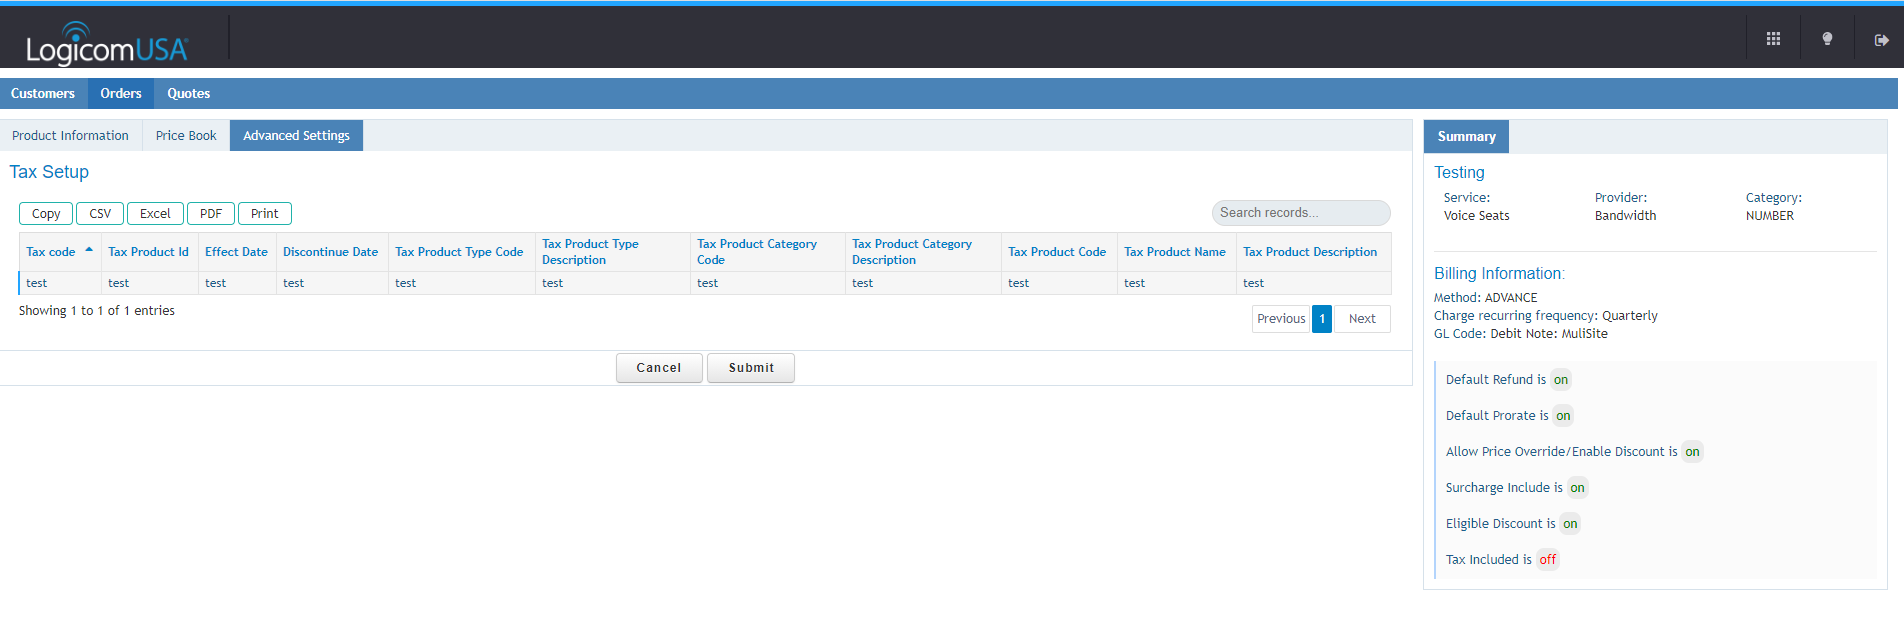 LogicomUSA
Customers Orders Quotes
Product Information Price Book Advanced Settings
Tax Setup
Copy CSV Excel PDF Print
Search records...
Tax code Tax Product Id Effect Date Discontinue Date Tax Product Type Code Tax Product Type Description Tax Product Category Code Tax Product Category Description Tax Product Code Tax Product Name Tax Product Description
test test test test test test test test test test test
Showing 1 to 1 of 1 entries
Previous 1 Next
Cancel Submit
Summary
Testing
Service: Provider: Category:
Voice Seats Bandwidth NUMBER
Billing Information:
Method: ADVANCE
Charge recurring frequency: Quarterly
GL Code: Debit Note: MuliSite
Default Refund is on
Default Prorate is on
Allow Price Override/Enable Discount is on
Surcharge Include is on
Eligible Discount is on
Tax Included is off